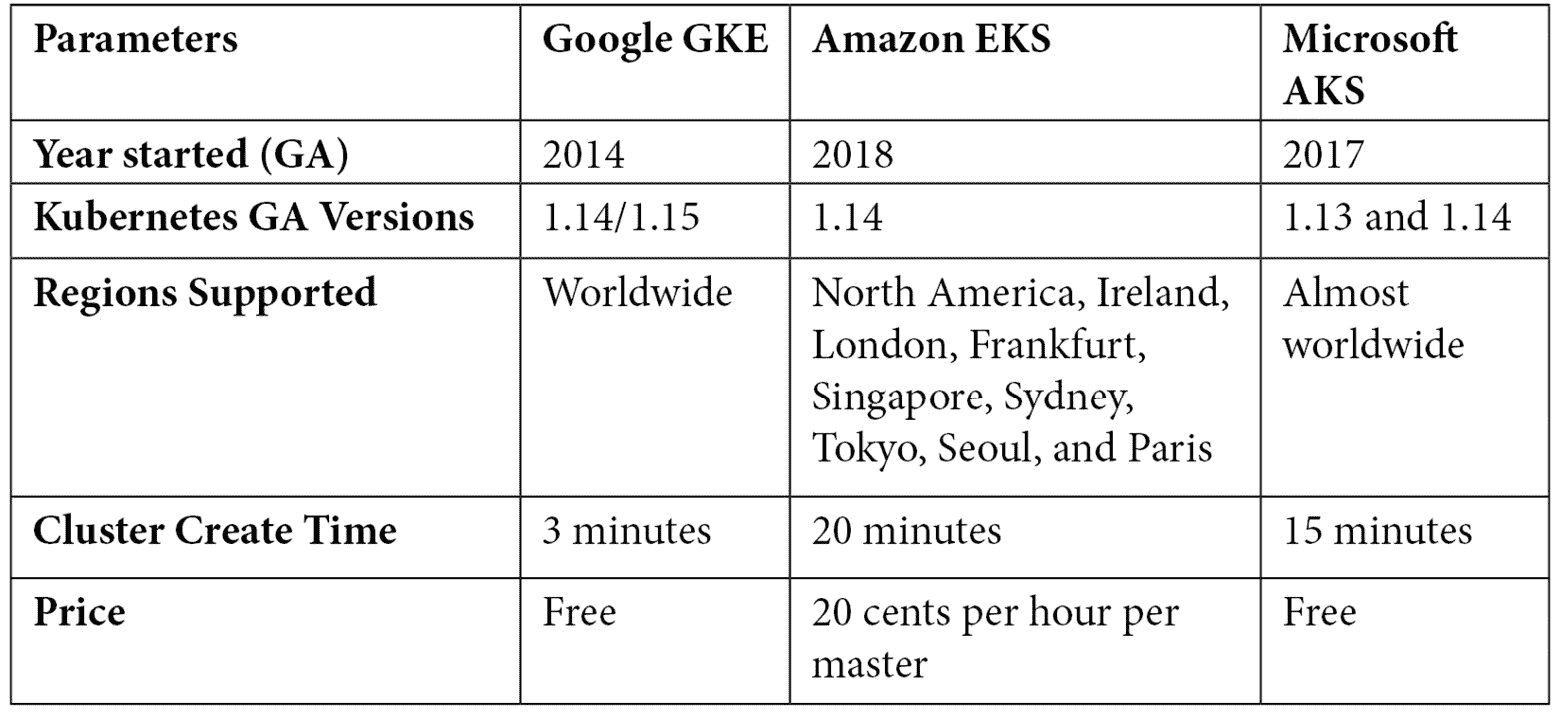 Parameters
Google GKE
Amazon EKS
Microsoft
AKS
Year started (GA)
2014
2018
2017
Kubernetes GA Versions
1.14/1.15
1.14
1.13 and 1.14
Regions Supported
Worldwide
North America, Ireland,
London, Frankfurt,
Singapore, Sydney,
Tokyo, Seoul, and Paris
Almost
worldwide
Cluster Create Time
3 minutes
20 minutes
15 minutes
Price
Free
20 cents per hour per
master
Free